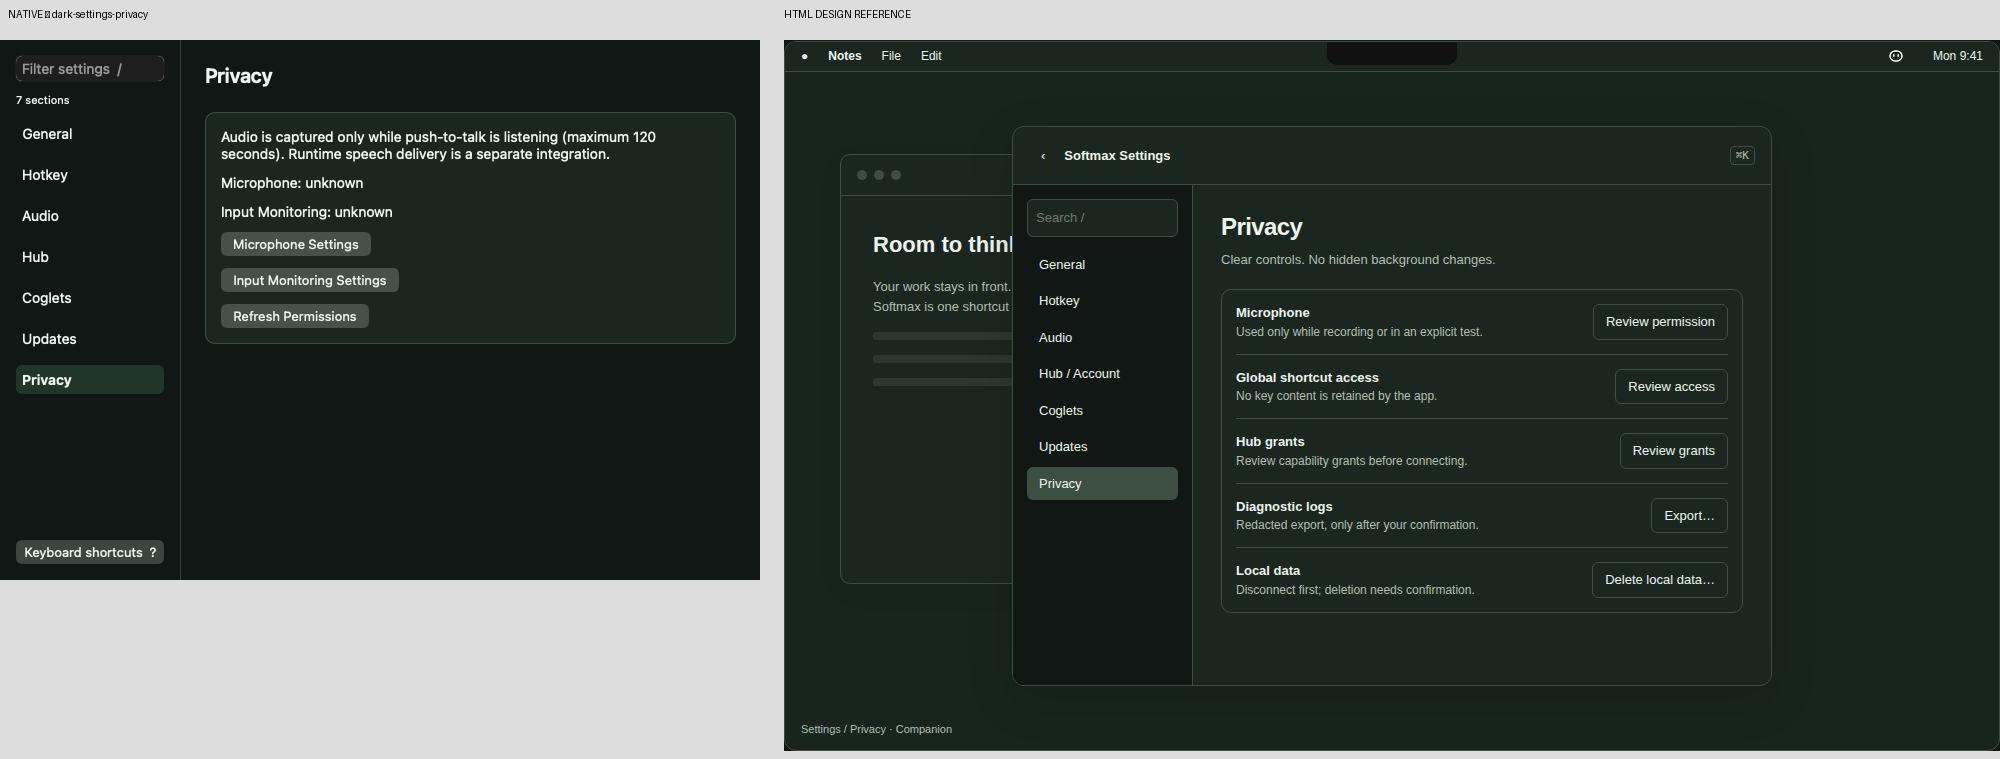 NATIVE dark-settings-privacy
Filter settings /
7 sections
General
Hotkey
Audio
Hub
Coglets
Updates
Privacy
Keyboard shortcuts ?
Privacy
Audio is captured only while push-to-talk is listening (maximum 120
seconds). Runtime speech delivery is a separate integration.
Microphone: unknown
Input Monitoring: unknown
Microphone Settings
Input Monitoring Settings
Refresh Permissions
HTML DESIGN REFERENCE
Notes File Edit
Mon 9:41
Room to think
Your work stays in front.
Softmax is one shortcut
‹ Softmax Settings
⌘K
Search /
General
Hotkey
Audio
Hub / Account
Coglets
Updates
Privacy
Privacy
Clear controls. No hidden background changes.
Microphone
Used only while recording or in an explicit test.
Review permission
Global shortcut access
No key content is retained by the app.
Review access
Hub grants
Review capability grants before connecting.
Review grants
Diagnostic logs
Redacted export, only after your confirmation.
Export…
Local data
Disconnect first; deletion needs confirmation.
Delete local data…
Settings / Privacy · Companion